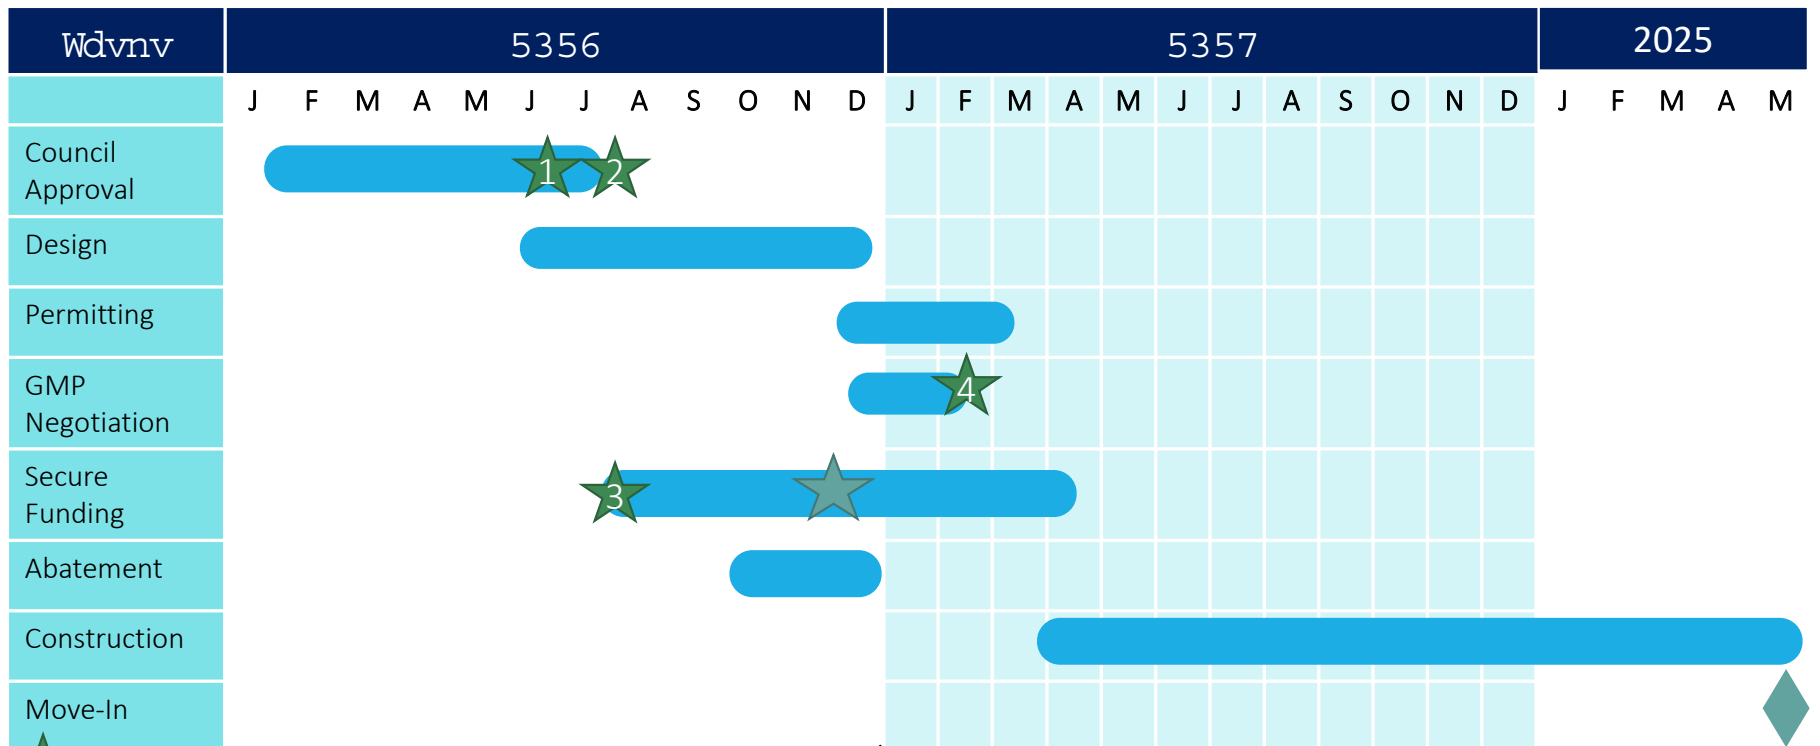 Wdvnv 5356 5357 2025
J F M A M J J A S O N D J F M A M J J A S O N D J F M A M
Council
Approval
1 2
Design
Permitting
GMP
Negotiation
4
Secure
Funding
3
Abatement
Construction
Move-In